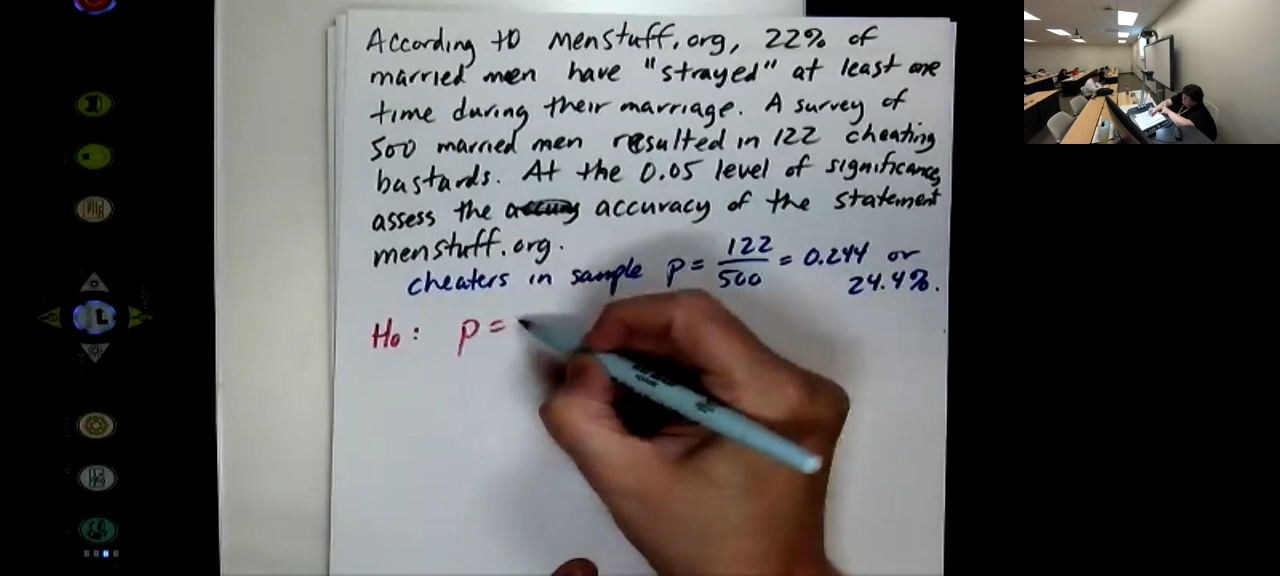 According to menstuff.org, 22% of
married men have "strayed" at least one
time during their marriage. A survey of
500 married men resulted in 122 cheating
bastards. At the 0.05 level of significance,
assess the accuracy of the statement
menstuff.org.
cheaters in sample p = 122/500 = 0.244 or
24.4%.
H₀: p =